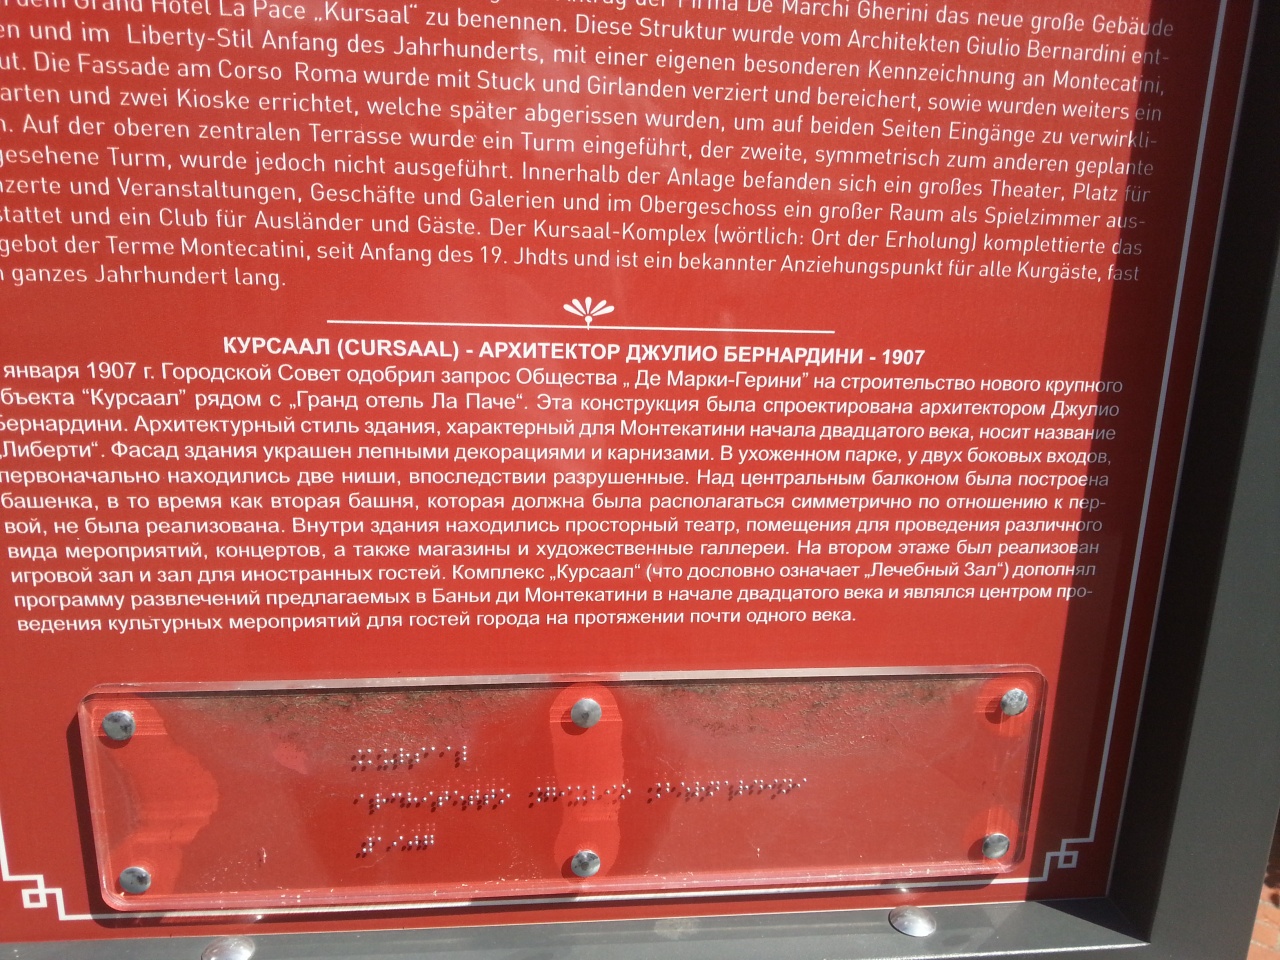 dem Grand Hotel La Pace „Kursaal“ zu benennen. Diese Struktur wurde vom Architekten Giulio Bernardini ent-
der Firma De Marchi Gherini das neue große Gebäude
en und im Liberty-Stil Anfang des Jahrhunderts, mit einer eigenen besonderen Kennzeichnung an Montecatini,
ut. Die Fassade am Corso Roma wurde mit Stuck und Girlanden verziert und bereichert, sowie wurden weiters ein
arten und zwei Kioske errichtet, welche später abgerissen wurden, um auf beiden Seiten Eingänge zu verwirkli-
n. Auf der oberen zentralen Terrasse wurde ein Turm eingeführt, der zweite, symmetrisch zum anderen geplante
gesehene Turm, wurde jedoch nicht ausgeführt. Innerhalb der Anlage befanden sich ein großes Theater, Platz für
nzerte und Veranstaltungen, Geschäfte und Galerien und im Obergeschoss ein großer Raum als Spielzimmer aus-
stattet und ein Club für Ausländer und Gäste. Der Kursaal-Komplex (wörtlich: Ort der Erholung) komplettierte das
gebot der Terme Montecatini, seit Anfang des 19. Jhdts und ist ein bekannter Anziehungspunkt für alle Kurgäste, fast
n ganzes Jahrhundert lang.
КУРСААЛ (CURSAAL) - АРХИТЕКТОР ДЖУЛИО БЕРНАРДИНИ - 1907
января 1907 г. Городской Совет одобрил запрос Общества „ Де Марки-Герини” на строительство нового крупного
бъекта “Курсаал” рядом с „Гранд отель Ла Паче“. Эта конструкция была спроектирована архитектором Джулио
Бернардини. Архитектурный стиль здания, характерный для Монтекатини начала двадцатого века, носит название
„Либерти“. Фасад здания украшен лепными декорациями и карнизами. В ухоженном парке, у двух боковых входов,
первоначально находились две ниши, впоследствии разрушенные. Над центральным балконом была построена
башенка, в то время как вторая башня, которая должна была располагаться симметрично по отношению к пер-
вой, не была реализована. Внутри здания находились просторный театр, помещения для проведения различного
вида мероприятий, концертов, а также магазины и художественные галлереи. На втором этаже был реализован
игровой зал и зал для иностранных гостей. Комплекс „Курсаал“ (что дословно означает „Лечебный Зал“) дополнял
программу развлечений предлагаемых в Баньи ди Монтекатини в начале двадцатого века и являлся центром про-
ведения культурных мероприятий для гостей города на протяжении почти одного века.